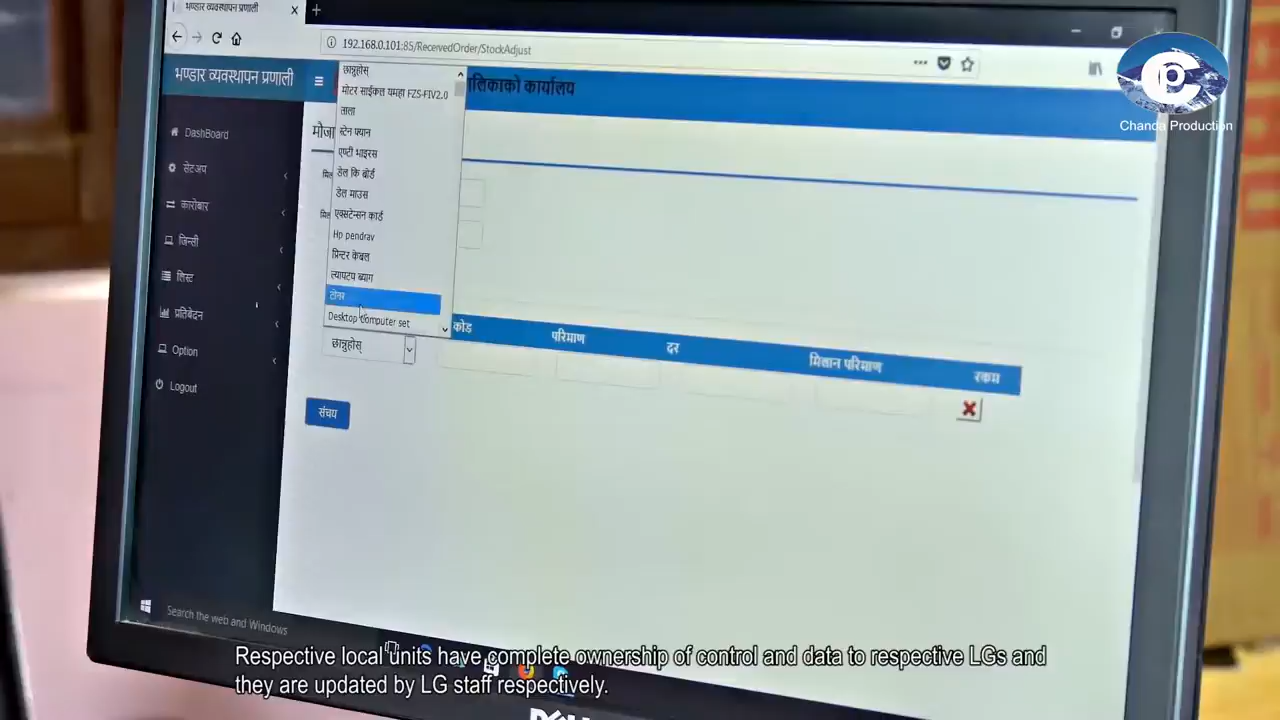 भण्डार व्यवस्थापन प्रणाली
192.168.0.101:85/ReceivedOrder/StockAdjust
भण्डार व्यवस्थापन प्रणाली
लिकाको कार्यालय
Chanda Production
DashBoard
सेटअप
कारोबार
जिन्सी
लिस्ट
प्रतिवेदन
Option
Logout
मौजा
छान्नुहोस्
मोटर साईकल यमहा FZS-FIV2.0
ताला
स्टेन फ्यान
एण्टी भाइरस
डेल कि बोर्ड
डेल माउस
एक्सटेन्सन कार्ड
Hp pendrav
प्रिन्टर केबल
ल्यापटप ब्याग
टोनर
Desktop computer set
कोड परिमाण दर मिलान परिमाण रकम
छान्नुहोस्
संचय
Search the web and Windows
Respective local units have complete ownership of control and data to respective LGs and
they are updated by LG staff respectively.
DELL